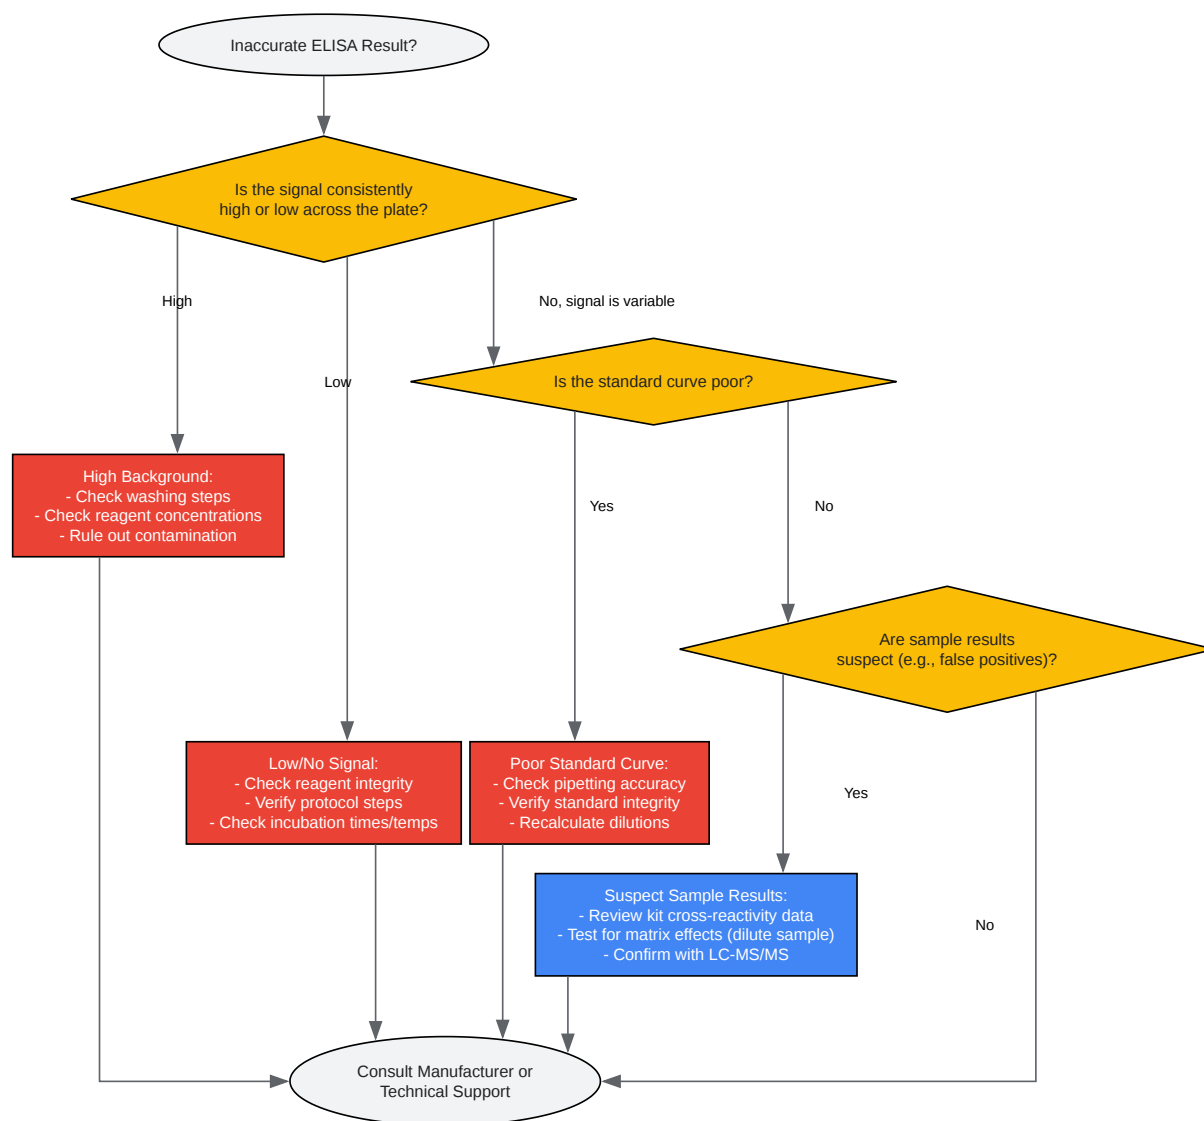 Inaccurate ELISA Result?
Is the signal consistently
high or low across the plate?
High
No, signal is variable
Low
Is the standard curve poor?
High Background:
- Check washing steps
- Check reagent concentrations
- Rule out contamination
Yes
No
Are sample results
suspect (e.g., false positives)?
Low/No Signal:
- Check reagent integrity
- Verify protocol steps
- Check incubation times/temps
Poor Standard Curve:
- Check pipetting accuracy
- Verify standard integrity
- Recalculate dilutions
Yes
Suspect Sample Results:
- Review kit cross-reactivity data
- Test for matrix effects (dilute sample)
- Confirm with LC-MS/MS
No
Consult Manufacturer or
Technical Support